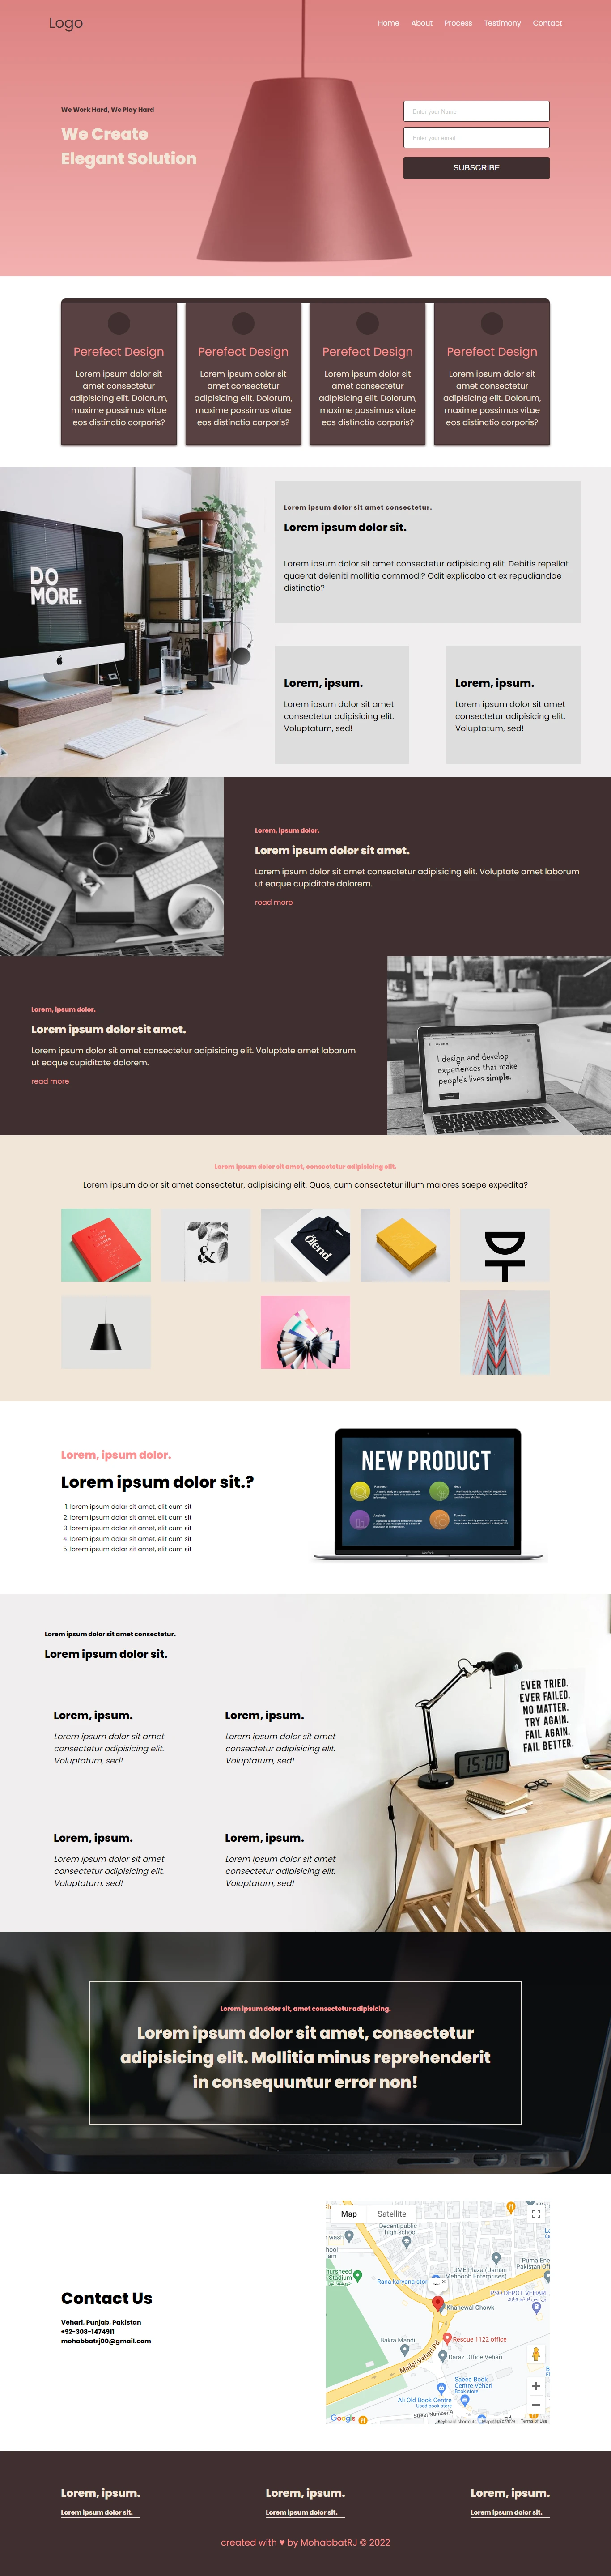 Logo
Home About Process Testimony Contact
We Work Hard, We Play Hard
We Create
Elegant Solution
Enter your Name
Enter your email
SUBSCRIBE
Perefect Design
Lorem ipsum dolor sit
amet consectetur
adipisicing elit. Dolorum,
maxime possimus vitae
eos distinctio corporis?
Perefect Design
Lorem ipsum dolor sit
amet consectetur
adipisicing elit. Dolorum,
maxime possimus vitae
eos distinctio corporis?
Perefect Design
Lorem ipsum dolor sit
amet consectetur
adipisicing elit. Dolorum,
maxime possimus vitae
eos distinctio corporis?
Perefect Design
Lorem ipsum dolor sit
amet consectetur
adipisicing elit. Dolorum,
maxime possimus vitae
eos distinctio corporis?
DO
MORE.
Lorem ipsum dolor sit amet consectetur.
Lorem ipsum dolor sit.
Lorem ipsum dolor sit amet consectetur adipisicing elit. Debitis repellat
quaerat deleniti mollitia commodi? Odit explicabo at ex repudiandae
distinctio?
Lorem, ipsum.
Lorem ipsum dolor sit amet
consectetur adipisicing elit.
Voluptatum, sed!
Lorem, ipsum.
Lorem ipsum dolor sit amet
consectetur adipisicing elit.
Voluptatum, sed!
Lorem, ipsum dolor.
Lorem ipsum dolor sit amet.
Lorem ipsum dolor sit amet consectetur adipisicing elit. Voluptate amet laborum
ut eaque cupiditate dolorem.
read more
Lorem, ipsum dolor.
Lorem ipsum dolor sit amet.
Lorem ipsum dolor sit amet consectetur adipisicing elit. Voluptate amet laborum
ut eaque cupiditate dolorem.
read more
I design and develop
experiences that make
people's lives simple.
Lorem ipsum dolor sit amet, consectetur adipisicing elit.
Lorem ipsum dolor sit amet consectetur, adipisicing elit. Quos, cum consectetur illum maiores saepe expedita?
&
Otend.
Lorem, ipsum dolor.
Lorem ipsum dolor sit.?
1. lorem ipsum dolar sit amet, elit cum sit
2. lorem ipsum dolar sit amet, elit cum sit
3. lorem ipsum dolar sit amet, elit cum sit
4. lorem ipsum dolar sit amet, elit cum sit
5. lorem ipsum dolar sit amet, elit cum sit
NEW PRODUCT
Research
Ideas
Analysis
Function
MacBook
Lorem ipsum dolor sit amet consectetur.
Lorem ipsum dolor sit.
Lorem, ipsum.
Lorem ipsum dolor sit amet
consectetur adipisicing elit.
Voluptatum, sed!
Lorem, ipsum.
Lorem ipsum dolor sit amet
consectetur adipisicing elit.
Voluptatum, sed!
Lorem, ipsum.
Lorem ipsum dolor sit amet
consectetur adipisicing elit.
Voluptatum, sed!
Lorem, ipsum.
Lorem ipsum dolor sit amet
consectetur adipisicing elit.
Voluptatum, sed!
EVER TRIED.
EVER FAILED.
NO MATTER.
TRY AGAIN.
FAIL AGAIN.
FAIL BETTER.
15:00
Lorem ipsum dolor sit, amet consectetur adipisicing.
Lorem ipsum dolor sit amet, consectetur
adipisicing elit. Mollitia minus reprehenderit
in consequuntur error non!
Contact Us
Vehari, Punjab, Pakistan
+92-308-1474911
mohabbatrj00@gmail.com
Map Satellite
Decent public
high school
wash
hool
lam
hursheed
Stadium
UME Plaza (Usman
Mehboob Enterprises)
Puma Ene
Pakistan Off
Rana karyana stor
PSO DEPOT VEHARI
Khanewal Chowk
Rescue 1122 office
Bakra Mandi
Daraz Office Vehari
Mailsi-Vehari Rd
Saeed Book
Centre Vehari
Book store
Ali Old Book Centre
Used book store
Street Number 9
Google
Keyboard shortcuts Map data ©2023 Terms of Use
Lorem, ipsum.
Lorem ipsum dolor sit.
Lorem, ipsum.
Lorem ipsum dolor sit.
Lorem, ipsum.
Lorem ipsum dolor sit.
created with ♥ by MohabbatRJ © 2022